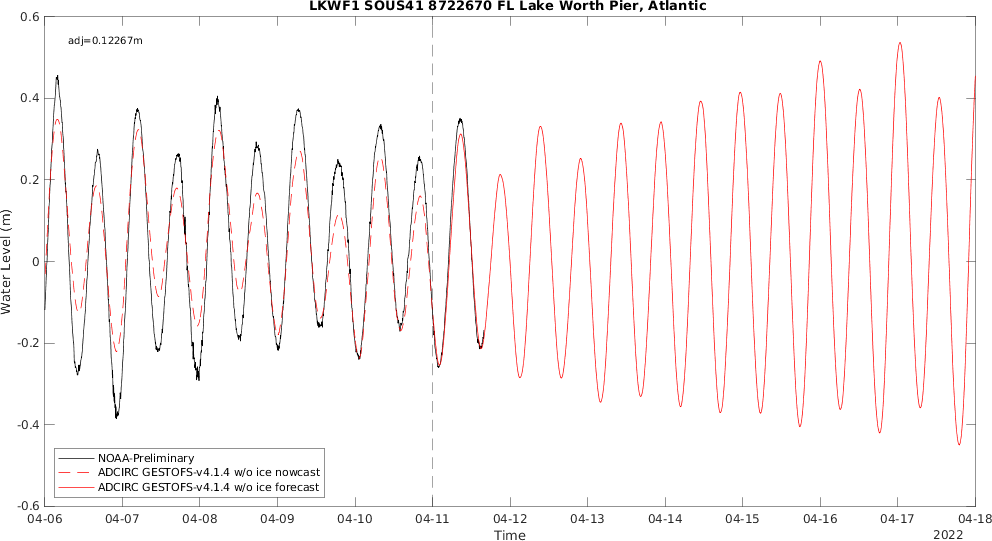 LKWF1 SOUS41 8722670 FL Lake Worth Pier, Atlantic
adj=0.12267m
0.6
0.4
0.2
0
-0.2
-0.4
-0.6
Water Level (m)
NOAA-Preliminary
ADCIRC GESTOFS-v4.1.4 w/o ice nowcast
ADCIRC GESTOFS-v4.1.4 w/o ice forecast
04-06 04-07 04-08 04-09 04-10 04-11 04-12 04-13 04-14 04-15 04-16 04-17 04-18
Time
2022